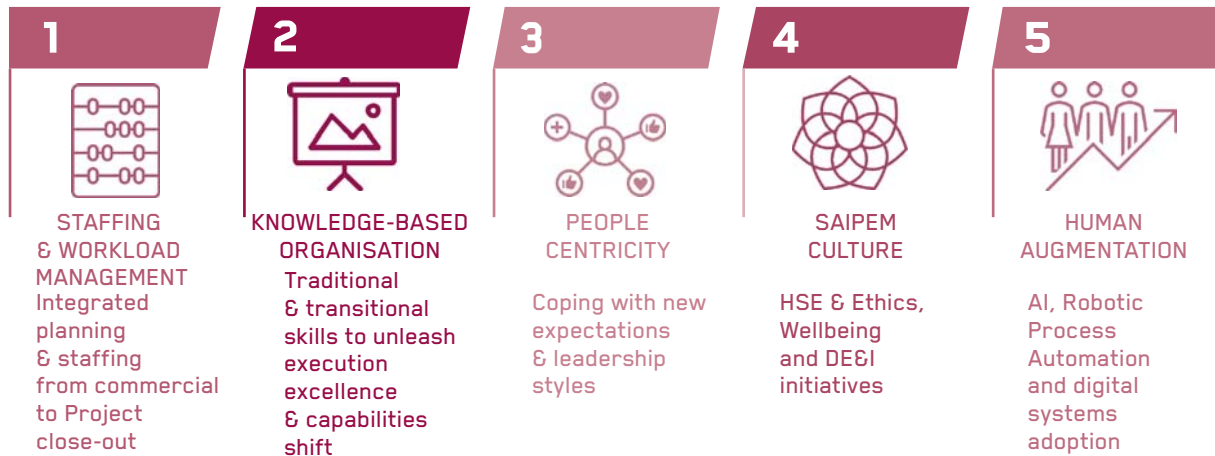 1
STAFFING
& WORKLOAD
MANAGEMENT
Integrated
planning
& staffing
from commercial
to Project
close-out
2
KNOWLEDGE-BASED
ORGANISATION
Traditional
& transitional
skills to unleash
execution
excellence
& capabilities
shift
3
PEOPLE
CENTRICITY
Coping with new
expectations
& leadership
styles
4
SAIPEM
CULTURE
HSE & Ethics,
Wellbeing
and DE&I
initiatives
5
HUMAN
AUGMENTATION
AI, Robotic
Process
Automation
and digital
systems
adoption